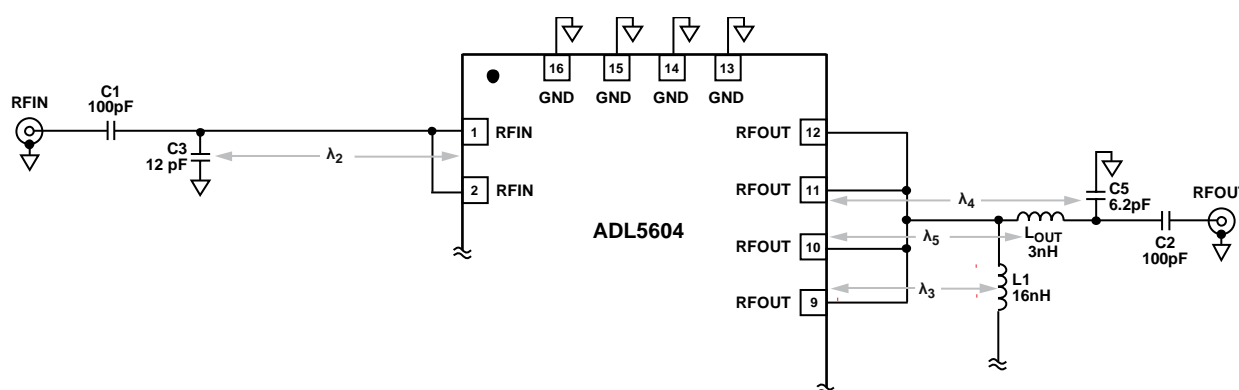 16
15
14
13
GND
GND
GND
GND
RFIN
C1
100pF
C3
12 pF
λ2
1
RFIN
2
RFIN
ADL5604
RFOUT
12
RFOUT
11
RFOUT
10
RFOUT
9
λ4
λ5
λ3
LOUT
3nH
L1
16nH
C5
6.2pF
C2
100pF
RFOUT